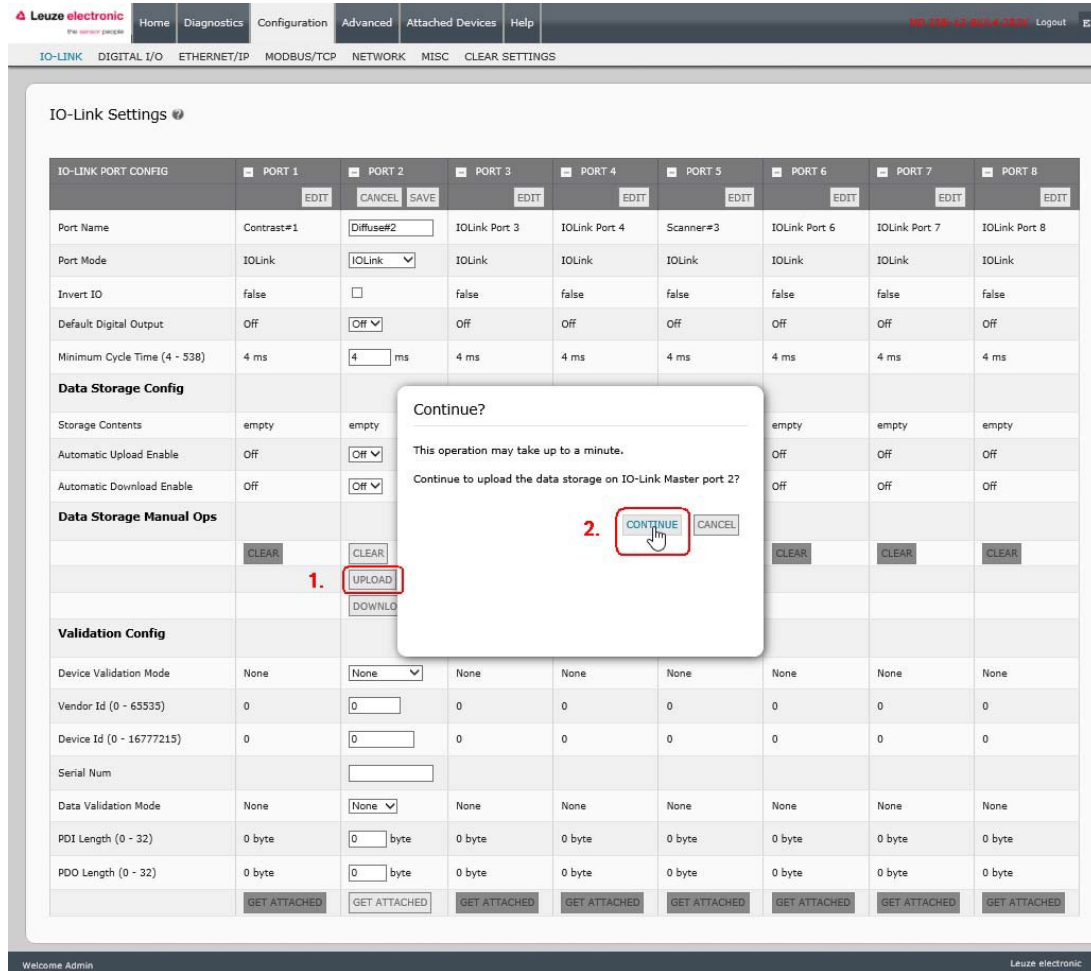 Leuze electronic
the sensor people
Home Diagnostics Configuration Advanced Attached Devices Help
Logout
IO-LINK DIGITAL I/O ETHERNET/IP MODBUS/TCP NETWORK MISC CLEAR SETTINGS
IO-Link Settings ?
IO-LINK PORT CONFIG PORT 1 PORT 2 PORT 3 PORT 4 PORT 5 PORT 6 PORT 7 PORT 8
EDIT CANCEL SAVE EDIT EDIT EDIT EDIT EDIT EDIT
Port Name Contrast#1 Diffuse#2 IOLink Port 3 IOLink Port 4 Scanner#3 IOLink Port 6 IOLink Port 7 IOLink Port 8
Port Mode IOLink IOLink IOLink IOLink IOLink IOLink IOLink IOLink
Invert IO false false false false false false false
Default Digital Output Off Off Off Off Off Off Off Off
Minimum Cycle Time (4 - 538) 4 ms 4 ms 4 ms 4 ms 4 ms 4 ms 4 ms 4 ms
Data Storage Config
Continue?
Storage Contents empty empty empty empty empty
This operation may take up to a minute.
Automatic Upload Enable Off Off Off Off Off
Continue to upload the data storage on IO-Link Master port 2?
Automatic Download Enable Off Off Off Off Off
Data Storage Manual Ops
2. CONTINUE CANCEL
CLEAR CLEAR CLEAR CLEAR CLEAR
1. UPLOAD
DOWNLO
Validation Config
Device Validation Mode None None None None None None None None
Vendor Id (0 - 65535) 0 0 0 0 0 0 0 0
Device Id (0 - 16777215) 0 0 0 0 0 0 0 0
Serial Num
Data Validation Mode None None None None None None None None
PDI Length (0 - 32) 0 byte 0 byte 0 byte 0 byte 0 byte 0 byte 0 byte 0 byte
PDO Length (0 - 32) 0 byte 0 byte 0 byte 0 byte 0 byte 0 byte 0 byte 0 byte
GET ATTACHED GET ATTACHED GET ATTACHED GET ATTACHED GET ATTACHED GET ATTACHED GET ATTACHED GET ATTACHED
Welcome Admin Leuze electronic